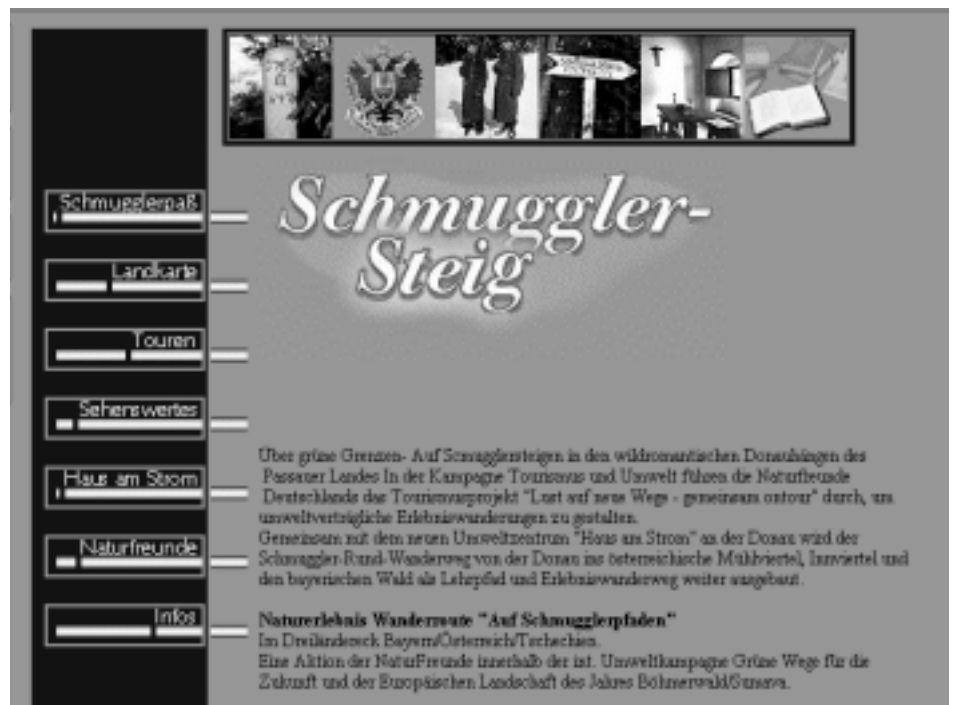 Schmugglerpaß
Landkarte
Touren
Sehenswertes
Haus am Strom
Naturfreunde
Infos
Schmuggler-
Steig
Über grüne Grenzen- Auf Scmugglersteigen in den wildromantischen Donauhängen des
Passauer Landes In der Kampagne Tourismus und Umwelt führen die Naturfreunde
Deutschlands das Tourismusprojekt "Lust auf neue Wege - gemeinsam ontour" durch, um
umweltverträgliche Erlebniswanderungen zu gestalten.
Gemeinsam mit dem neuen Umweltzentrum "Haus am Strom" an der Donau wird der
Schmuggler-Rund-Wanderweg von der Donau ins österreichische Mühlviertel, Innviertel und
den bayerischen Wald als Lehrpfad und Erlebniswanderweg weiter ausgebaut.
Naturerlebnis Wanderroute "Auf Schmugglerpfaden"
Im Dreiländereck Bayern/Österreich/Tschechien.
Eine Aktion der NaturFreunde innerhalb der ist. Umweltkampagne Grüne Wege für die
Zukunft und der Europäischen Landschaft des Jahres Böhmerwald/Sumava.